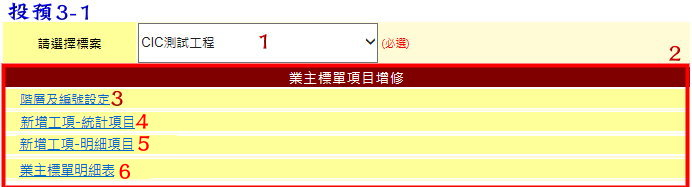 投預3-1
請選擇標案 CIC測試工程 1 (必選)
2
業主標單項目增修
階層及編號設定3
新增工項-統計項目4
新增工項-明細項目5
業主標單明細表6